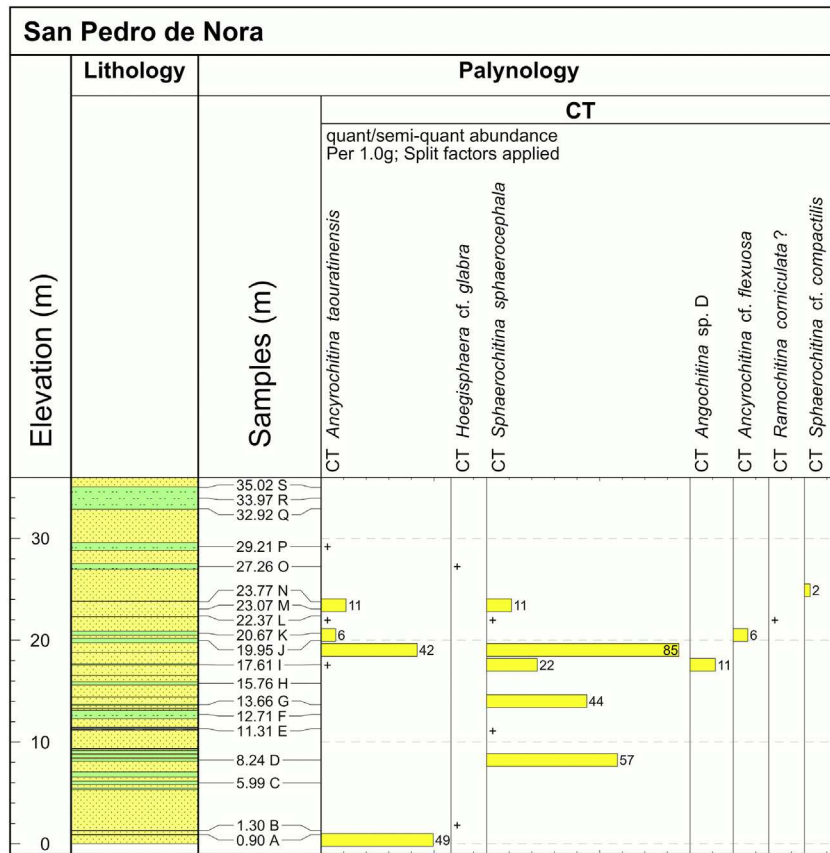 San Pedro de Nora
Lithology
Palynology
CT
quant/semi-quant abundance
Per 1.0g; Split factors applied
Elevation (m)
Samples (m)
CT Ancyrochitina taouratinensis
CT Hoegisphaera cf. glabra
CT Sphaerochitina sphaerocephala
CT Angochitina sp. D
CT Ancyrochitina cf. flexuosa
CT Ramochitina corniculata ?
CT Sphaerochitina cf. compactilis
35.02 S
33.97 R
32.92 Q
30
29.21 P +
27.26 O +
23.77 N 2
23.07 M 11 11
22.37 L + + +
20 20.67 K 6 6
19.95 J 42 85
17.61 I + 22 11
15.76 H
13.66 G 44
12.71 F
11.31 E +
10
8.24 D 57
5.99 C
1.30 B +
0 0.90 A 49